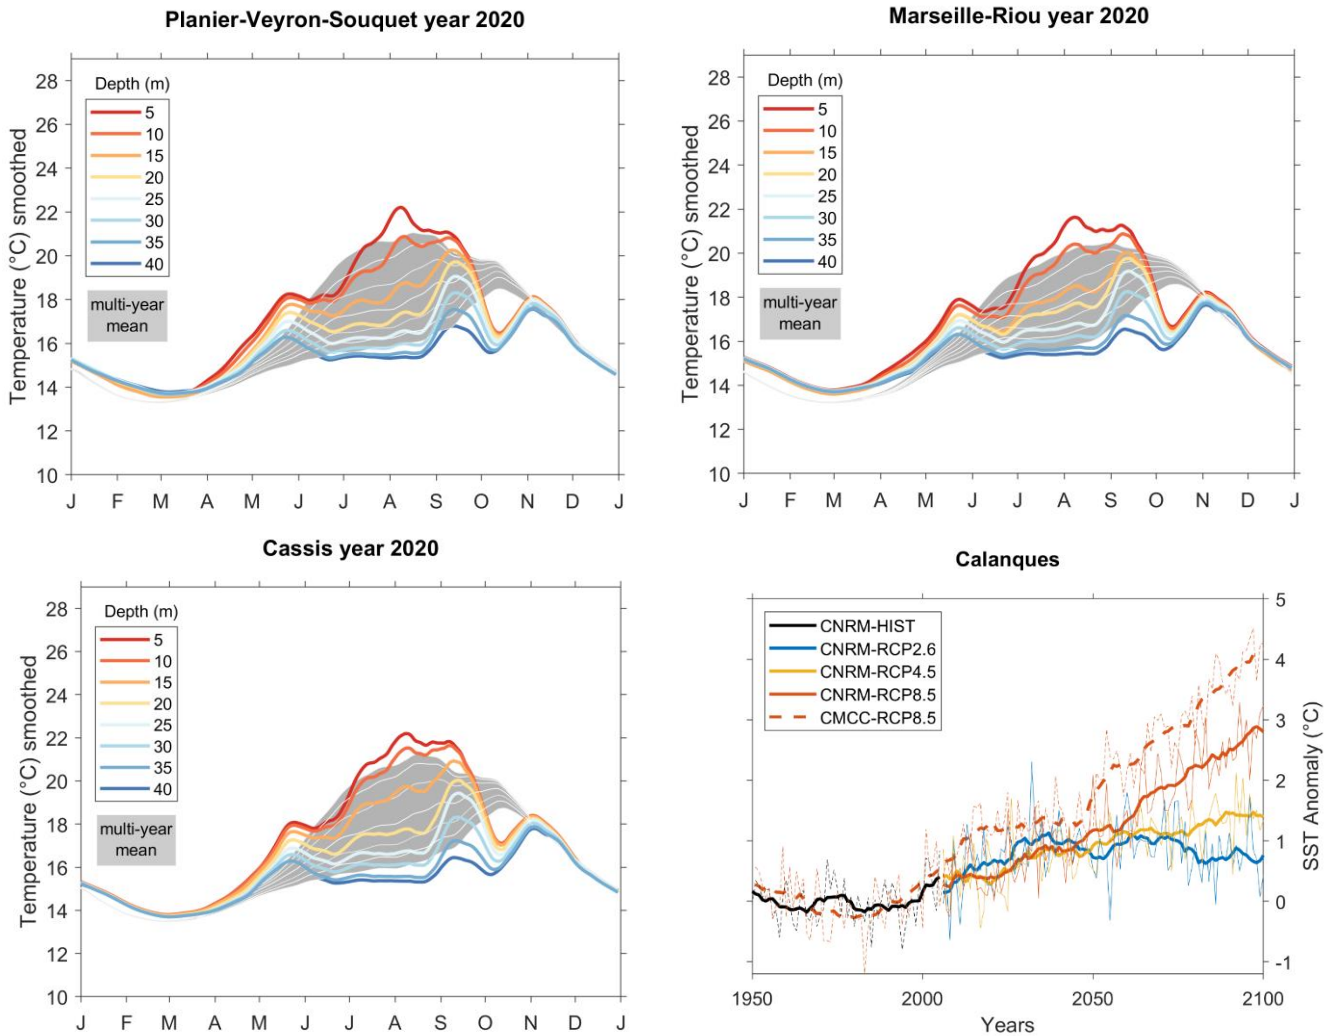 Planier-Veyron-Souquet year 2020
Temperature (°C) smoothed
28
26
24
22
20
18
16
14
12
10
Depth (m)
5
10
15
20
25
30
35
40
multi-year
mean
J F M A M J J A S O N D J
Marseille-Riou year 2020
Temperature (°C) smoothed
28
26
24
22
20
18
16
14
12
10
Depth (m)
5
10
15
20
25
30
35
40
multi-year
mean
J F M A M J J A S O N D J
Cassis year 2020
Temperature (°C) smoothed
28
26
24
22
20
18
16
14
12
10
Depth (m)
5
10
15
20
25
30
35
40
multi-year
mean
J F M A M J J A S O N D J
Calanques
CNRM-HIST
CNRM-RCP2.6
CNRM-RCP4.5
CNRM-RCP8.5
CMCC-RCP8.5
5
4
3
2
1
0
-1
SST Anomaly (°C)
1950 2000 2050 2100
Years